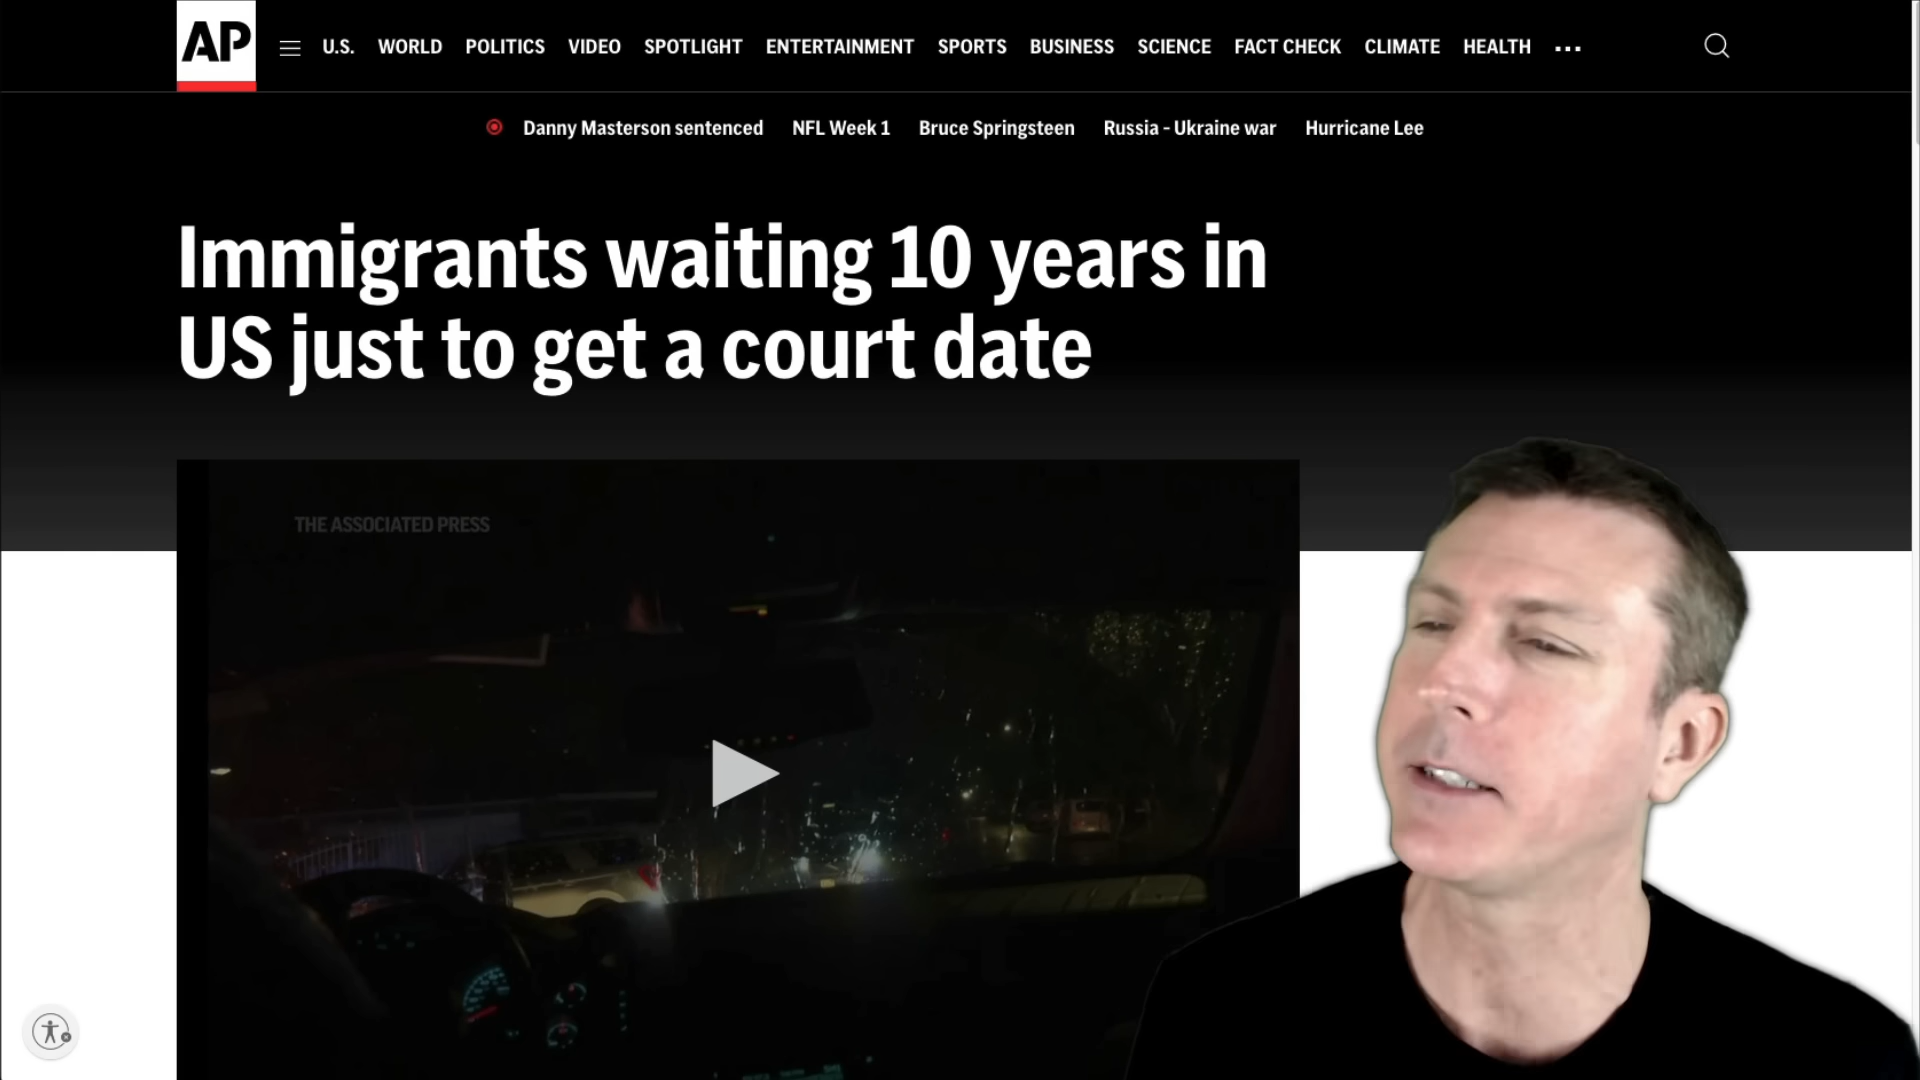 AP
U.S. WORLD POLITICS VIDEO SPOTLIGHT ENTERTAINMENT SPORTS BUSINESS SCIENCE FACT CHECK CLIMATE HEALTH ...
Danny Masterson sentenced NFL Week 1 Bruce Springsteen Russia - Ukraine war Hurricane Lee
Immigrants waiting 10 years in
US just to get a court date
THE ASSOCIATED PRESS